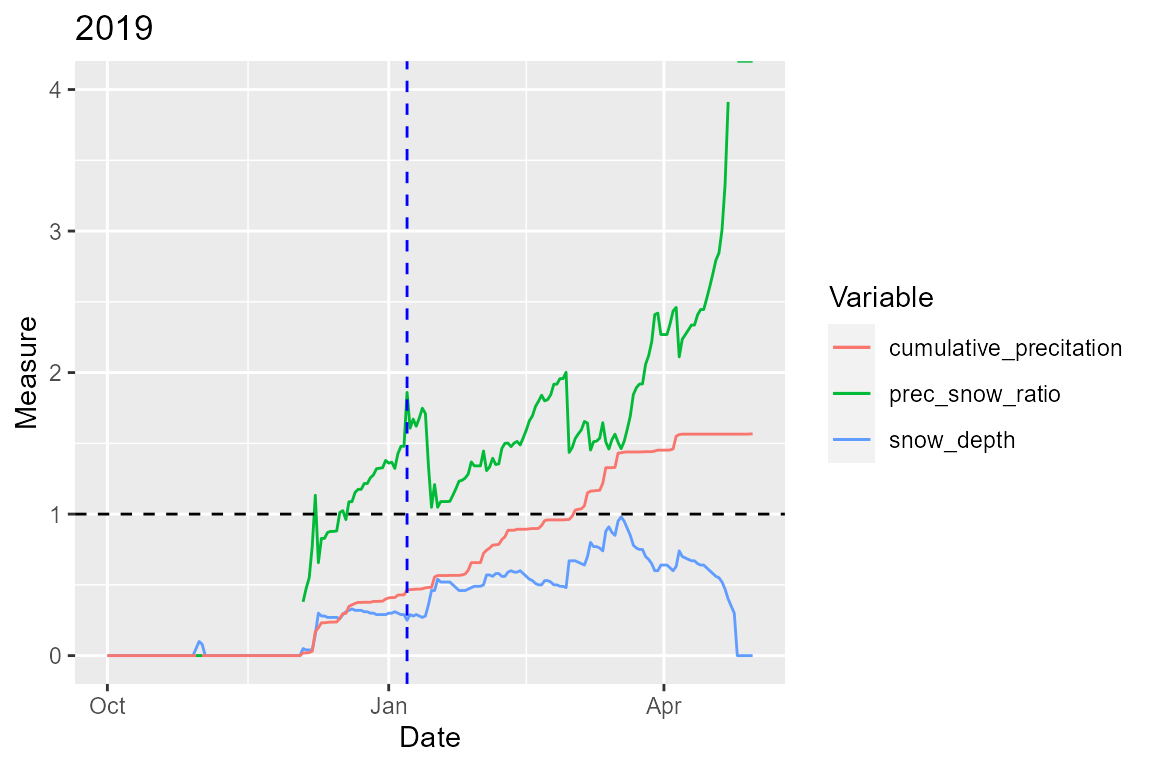 2019
4
3
2
1
0
Measure
Oct
Jan
Apr
Date
Variable
cumulative_precitation
prec_snow_ratio
snow_depth